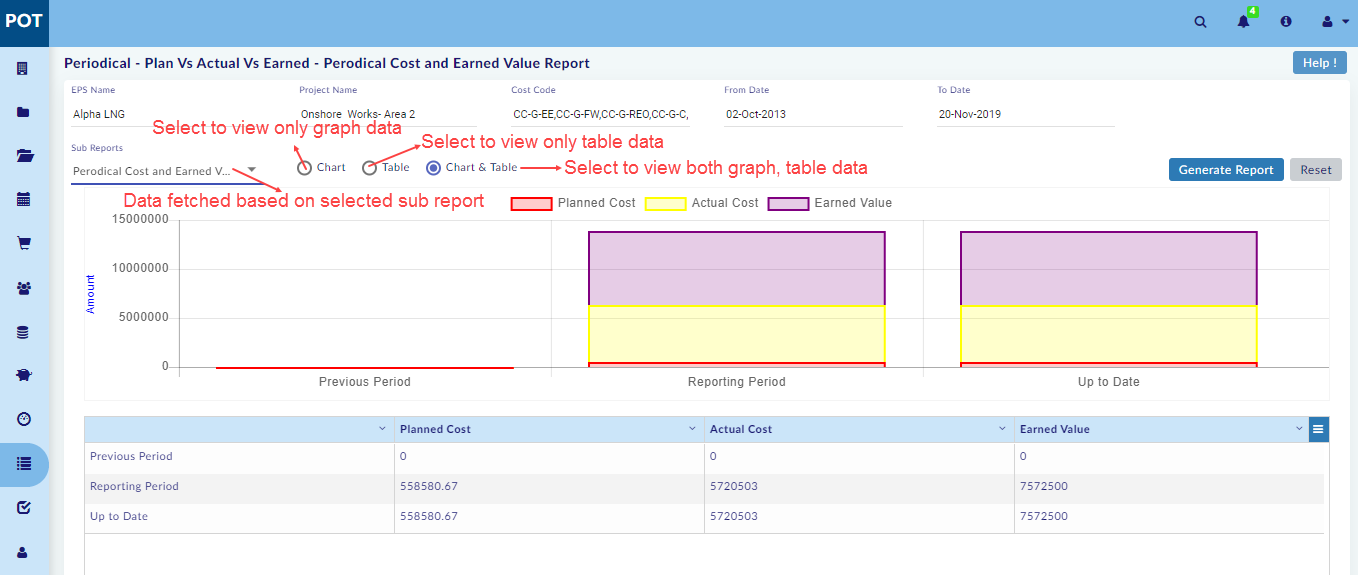 POT
4
Periodical - Plan Vs Actual Vs Earned - Perodical Cost and Earned Value Report
Help !
EPS Name Project Name Cost Code From Date To Date
Alpha LNG Onshore Works- Area 2 CC-G-EE,CC-G-FW,CC-G-REO,CC-G-C, 02-Oct-2013 20-Nov-2019
Select to view only graph data
Select to view only table data
Sub Reports
Perodical Cost and Earned V...
Chart Table Chart & Table
Select to view both graph, table data
Generate Report Reset
Data fetched based on selected sub report
Planned Cost Actual Cost Earned Value
15000000
10000000
5000000
0
Amount
Previous Period Reporting Period Up to Date
Planned Cost Actual Cost Earned Value
Previous Period 0 0 0
Reporting Period 558580.67 5720503 7572500
Up to Date 558580.67 5720503 7572500